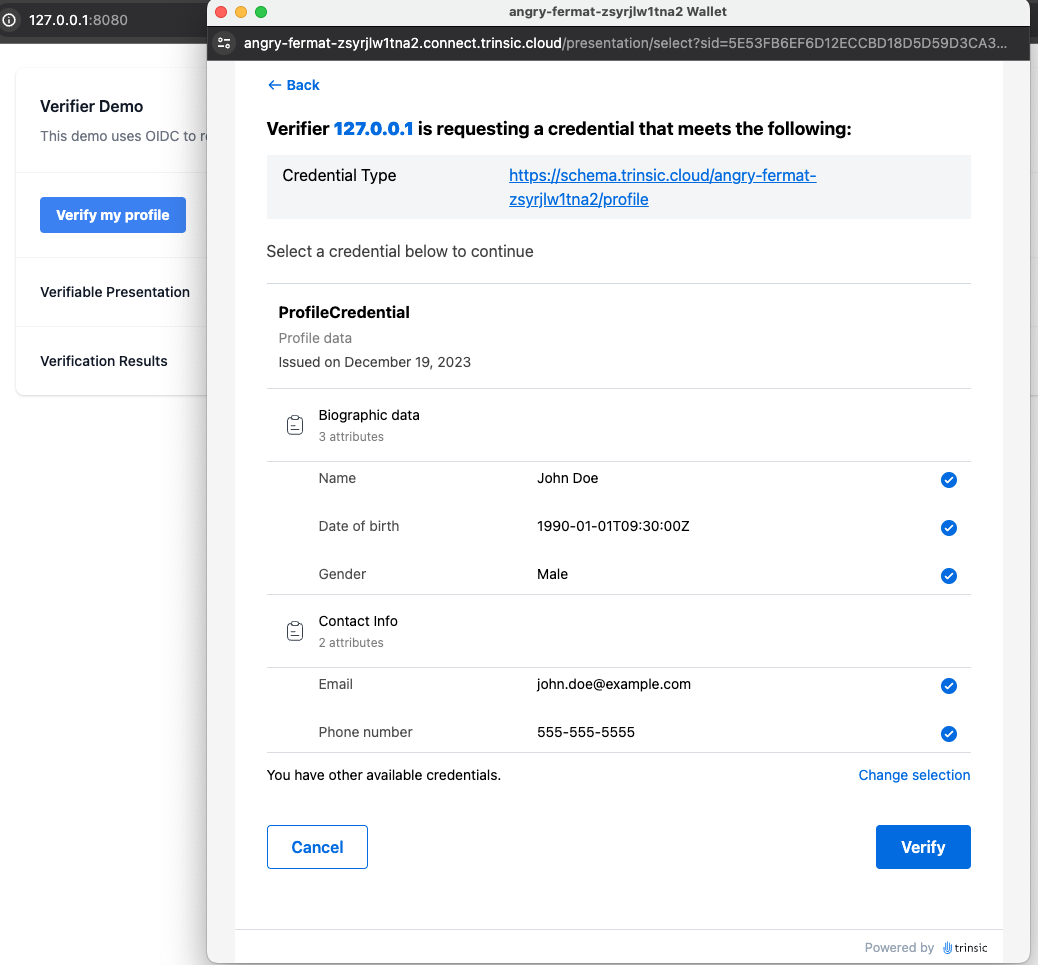 127.0.0.1:8080
Verifier Demo
This demo uses OIDC to
Verify my profile
Verifiable Presentation
Verification Results
angry-fermat-zsyrjlw1tna2 Wallet
angry-fermat-zsyrjlw1tna2.connect.trinsic.cloud/presentation/select?sid=5E53FB6EF6D12ECCBD18D5D59D3CA3...
← Back
Verifier 127.0.0.1 is requesting a credential that meets the following:
Credential Type
https://schema.trinsic.cloud/angry-fermat-
zsyrjlw1tna2/profile
Select a credential below to continue
ProfileCredential
Profile data
Issued on December 19, 2023
Biographic data
3 attributes
Name John Doe
Date of birth 1990-01-01T09:30:00Z
Gender Male
Contact Info
2 attributes
Email john.doe@example.com
Phone number 555-555-5555
You have other available credentials. Change selection
Cancel Verify
Powered by trinsic